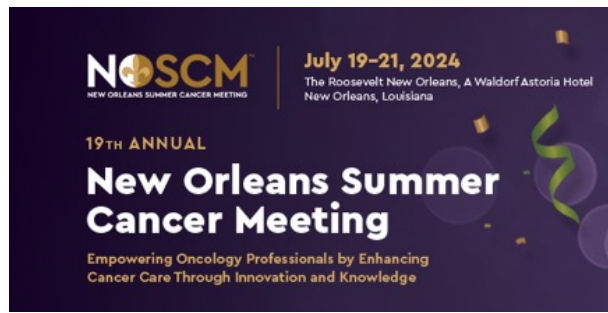 NOSCM™
NEW ORLEANS SUMMER CANCER MEETING
July 19–21, 2024
The Roosevelt New Orleans, A Waldorf Astoria Hotel
New Orleans, Louisiana
19TH ANNUAL
New Orleans Summer
Cancer Meeting
Empowering Oncology Professionals by Enhancing
Cancer Care Through Innovation and Knowledge